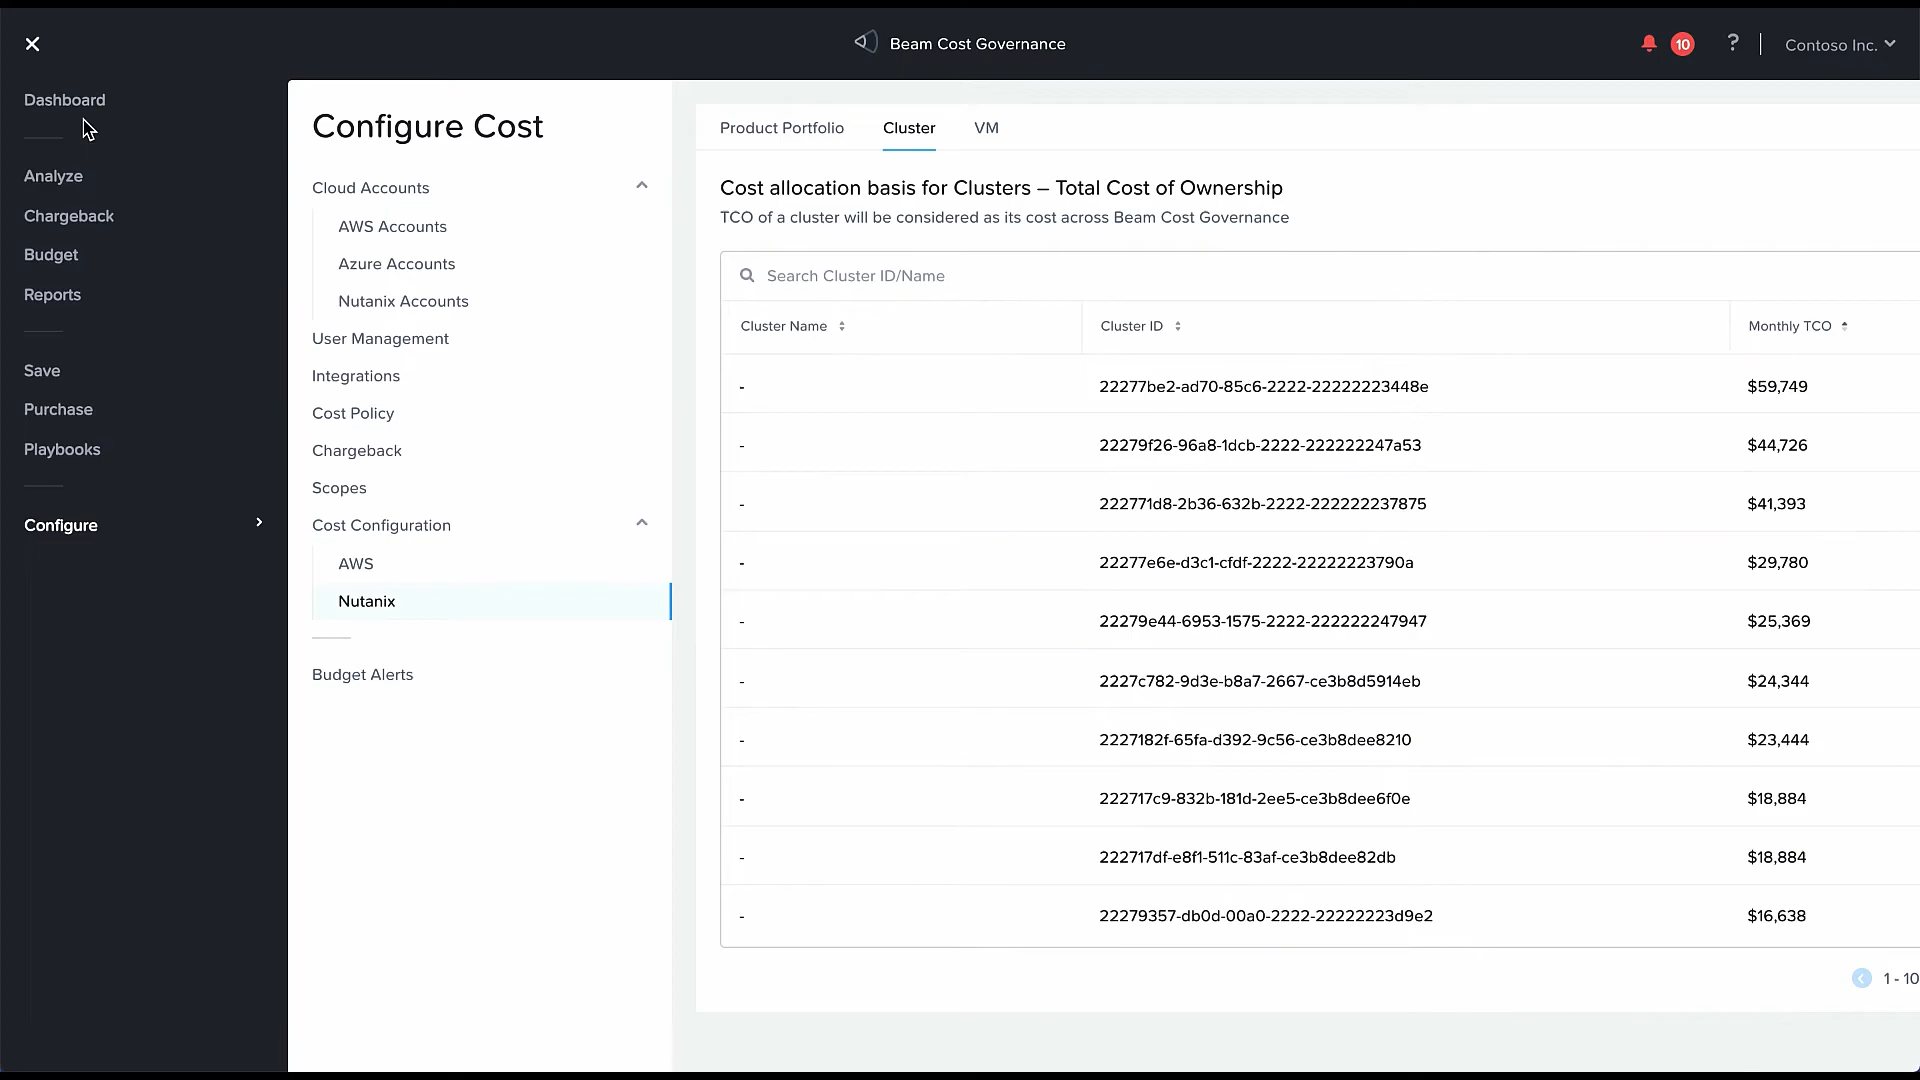 Beam Cost Governance
10
?
Contoso Inc.
Dashboard
Analyze
Chargeback
Budget
Reports
Save
Purchase
Playbooks
Configure
Configure Cost
Cloud Accounts
AWS Accounts
Azure Accounts
Nutanix Accounts
User Management
Integrations
Cost Policy
Chargeback
Scopes
Cost Configuration
AWS
Nutanix
Budget Alerts
Product Portfolio Cluster VM
Cost allocation basis for Clusters – Total Cost of Ownership
TCO of a cluster will be considered as its cost across Beam Cost Governance
Search Cluster ID/Name
Cluster Name Cluster ID Monthly TCO
- 22277be2-ad70-85c6-2222-22222223448e $59,749
- 22279f26-96a8-1dcb-2222-222222247a53 $44,726
- 222771d8-2b36-632b-2222-222222237875 $41,393
- 22277e6e-d3c1-cfdf-2222-22222223790a $29,780
- 22279e44-6953-1575-2222-222222247947 $25,369
- 2227c782-9d3e-b8a7-2667-ce3b8d5914eb $24,344
- 2227182f-65fa-d392-9c56-ce3b8dee8210 $23,444
- 222717c9-832b-181d-2ee5-ce3b8dee6f0e $18,884
- 222717df-e8f1-511c-83af-ce3b8dee82db $18,884
- 22279357-db0d-00a0-2222-22222223d9e2 $16,638
1 - 10